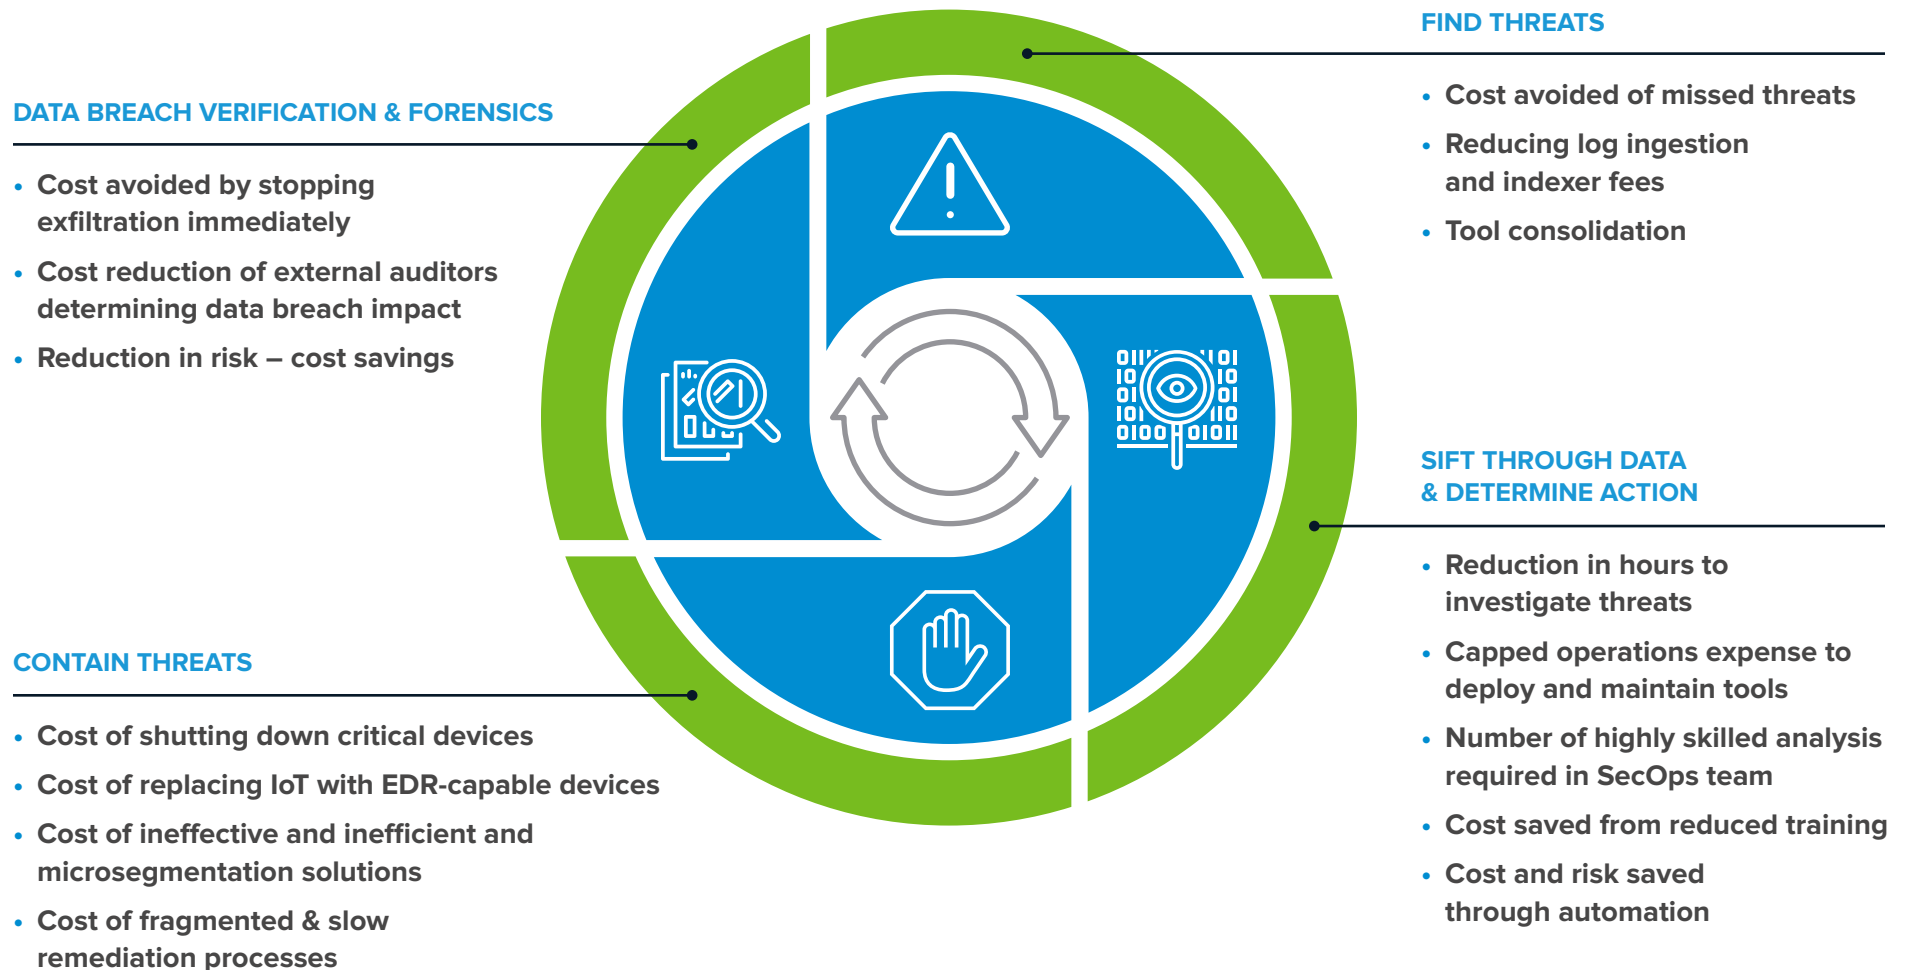 FIND THREATS
• Cost avoided of missed threats
• Reducing log ingestion
and indexer fees
• Tool consolidation
DATA BREACH VERIFICATION & FORENSICS
• Cost avoided by stopping
exfiltration immediately
• Cost reduction of external auditors
determining data breach impact
• Reduction in risk – cost savings
SIFT THROUGH DATA
& DETERMINE ACTION
• Reduction in hours to
investigate threats
• Capped operations expense to
deploy and maintain tools
• Number of highly skilled analysis
required in SecOps team
• Cost saved from reduced training
• Cost and risk saved
through automation
CONTAIN THREATS
• Cost of shutting down critical devices
• Cost of replacing IoT with EDR-capable devices
• Cost of ineffective and inefficient and
microsegmentation solutions
• Cost of fragmented & slow
remediation processes